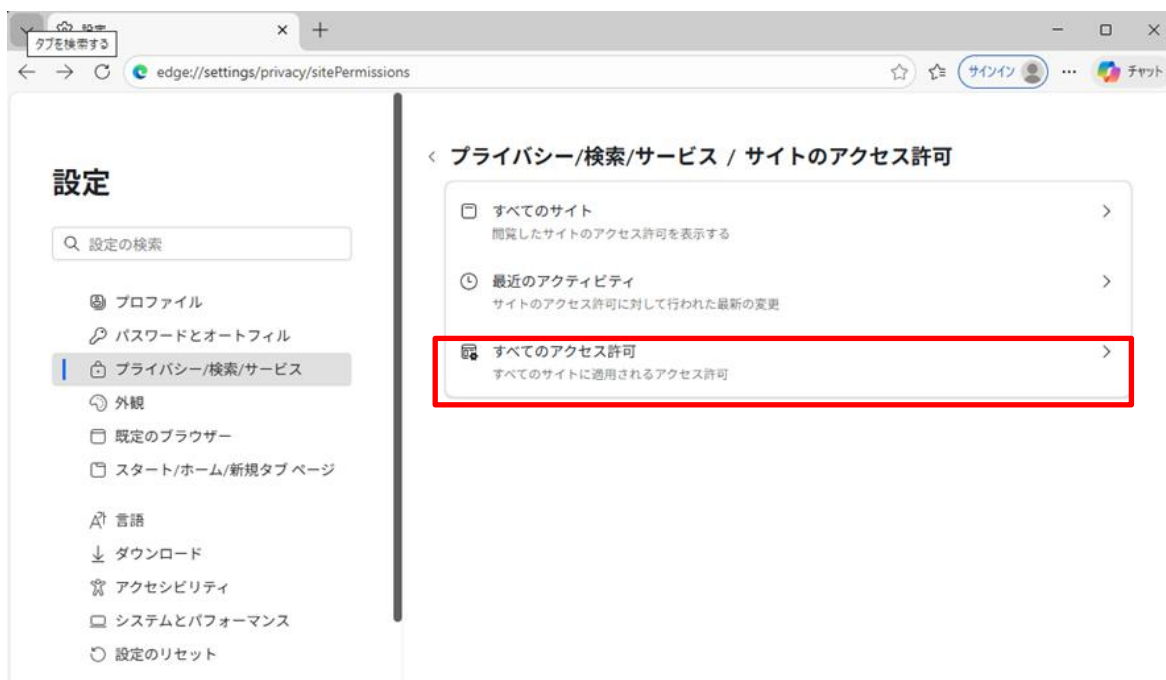 設定
タブを検索する
edge://settings/privacy/sitePermissions
サインイン
チャット
設定
設定の検索
プロファイル
パスワードとオートフィル
プライバシー/検索/サービス
外観
既定のブラウザー
スタート/ホーム/新規タブ ページ
言語
ダウンロード
アクセシビリティ
システムとパフォーマンス
設定のリセット
プライバシー/検索/サービス / サイトのアクセス許可
すべてのサイト
閲覧したサイトのアクセス許可を表示する
最近のアクティビティ
サイトのアクセス許可に対して行われた最新の変更
すべてのアクセス許可
すべてのサイトに適用されるアクセス許可